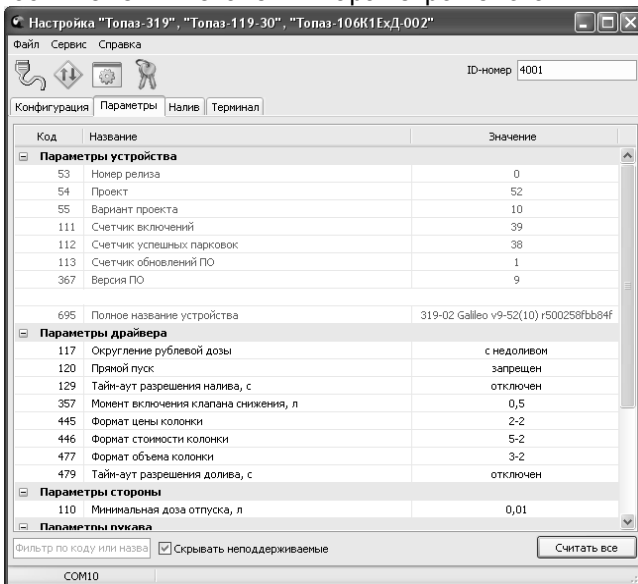 Настройка "Топаз-319", "Топаз-119-30", "Топаз-106К1ЕхД-002"
Файл Сервис Справка
ID-номер 4001
Конфигурация Параметры Налив Терминал
Код Название Значение
Параметры устройства
53 Номер релиза 0
54 Проект 52
55 Вариант проекта 10
111 Счетчик включений 39
112 Счетчик успешных парковок 38
113 Счетчик обновлений ПО 1
367 Версия ПО 9
695 Полное название устройства 319-02 Galileo v9-52(10) r500258fbb84f
Параметры драйвера
117 Округление рублевой дозы с недоливом
120 Прямой пуск запрещен
129 Тайм-аут разрешения налива, с отключен
357 Момент включения клапана снижения, л 0,5
445 Формат цены колонки 2-2
446 Формат стоимости колонки 5-2
477 Формат объема колонки 3-2
479 Тайм-аут разрешения долива, с отключен
Параметры стороны
110 Минимальная доза отпуска, л 0,01
Параметры рукава
Фильтр по коду или назва Скрывать неподдерживаемые Считать все
COM10